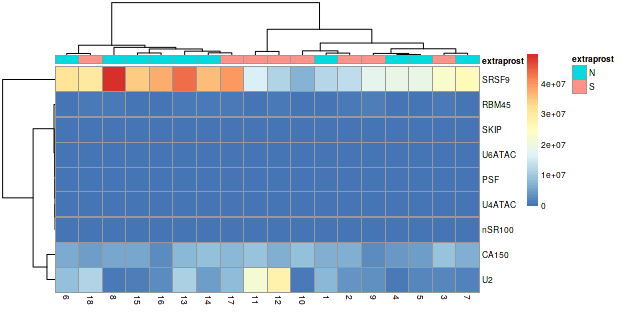 extraprost
extraprost
N
S
SRSF9
RBM45
SKIP
U6ATAC
PSF
U4ATAC
nSR100
CA150
U2
4e+07
3e+07
2e+07
1e+07
0
6 18 8 15 16 13 14 17 11 12 10 1 2 9 4 5 3 7